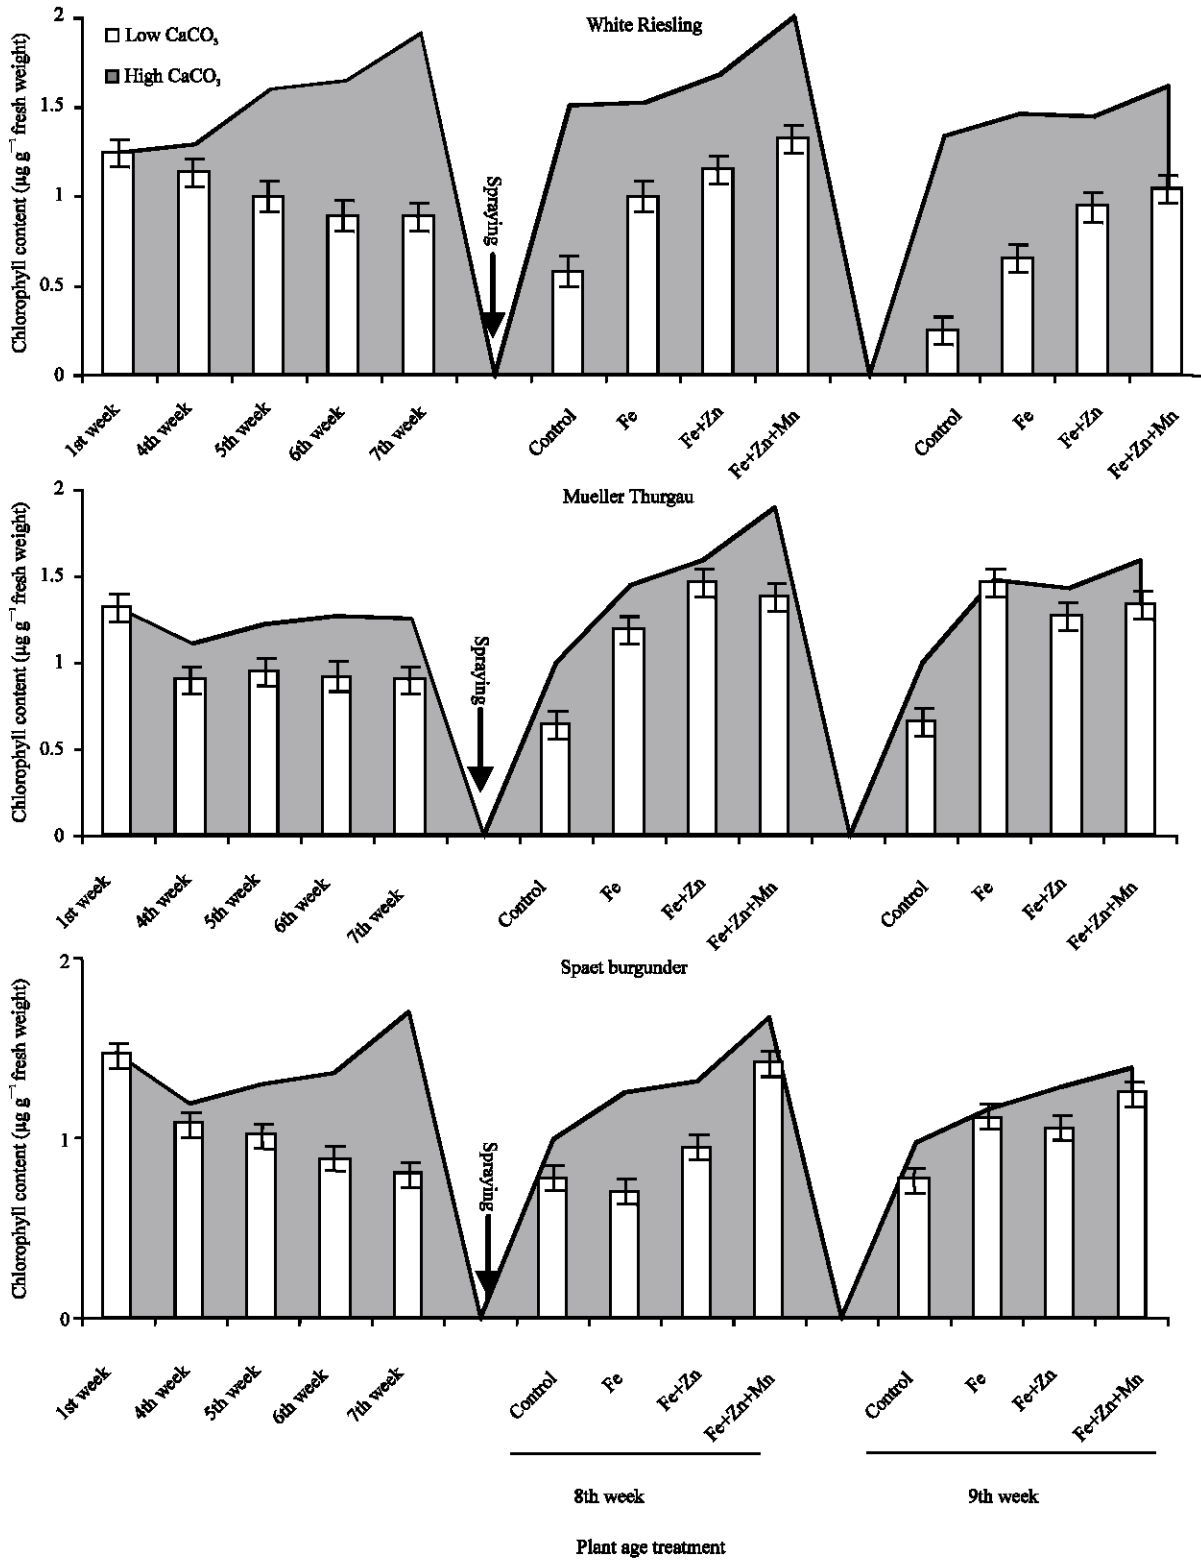 White Riesling
Low CaCO3
High CaCO3
Chlorophyll content (µg g⁻¹ fresh weight)
2
1.5
1
0.5
0
Spraying
1st week
4th week
5th week
6th week
7th week
Control
Fe
Fe+Zn
Fe+Zn+Mn
Control
Fe
Fe+Zn
Fe+Zn+Mn
Mueller Thurgau
Chlorophyll content (µg g⁻¹ fresh weight)
2
1.5
1
0.5
0
Spraying
1st week
4th week
5th week
6th week
7th week
Control
Fe
Fe+Zn
Fe+Zn+Mn
Control
Fe
Fe+Zn
Fe+Zn+Mn
Spaet burgunder
Chlorophyll content (µg g⁻¹ fresh weight)
2
1
0
Spraying
1st week
4th week
5th week
6th week
7th week
Control
Fe
Fe+Zn
Fe+Zn+Mn
Control
Fe
Fe+Zn
Fe+Zn+Mn
8th week
9th week
Plant age treatment